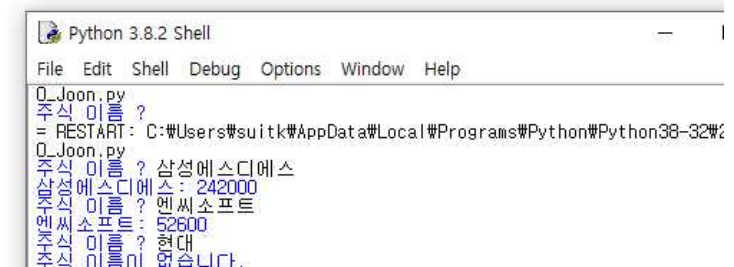 Python 3.8.2 Shell
File Edit Shell Debug Options Window Help
O_Joon.py
주식 이름 ?
= RESTART: C:₩Users₩suitk₩AppData₩Local₩Programs₩Python₩Python38-32₩2
O_Joon.py
주식 이름 ? 삼성에스디에스
삼성에스디에스: 242000
주식 이름 ? 엔씨소프트
엔씨소프트: 52600
주식 이름 ? 현대
주식 이름이 없습니다.